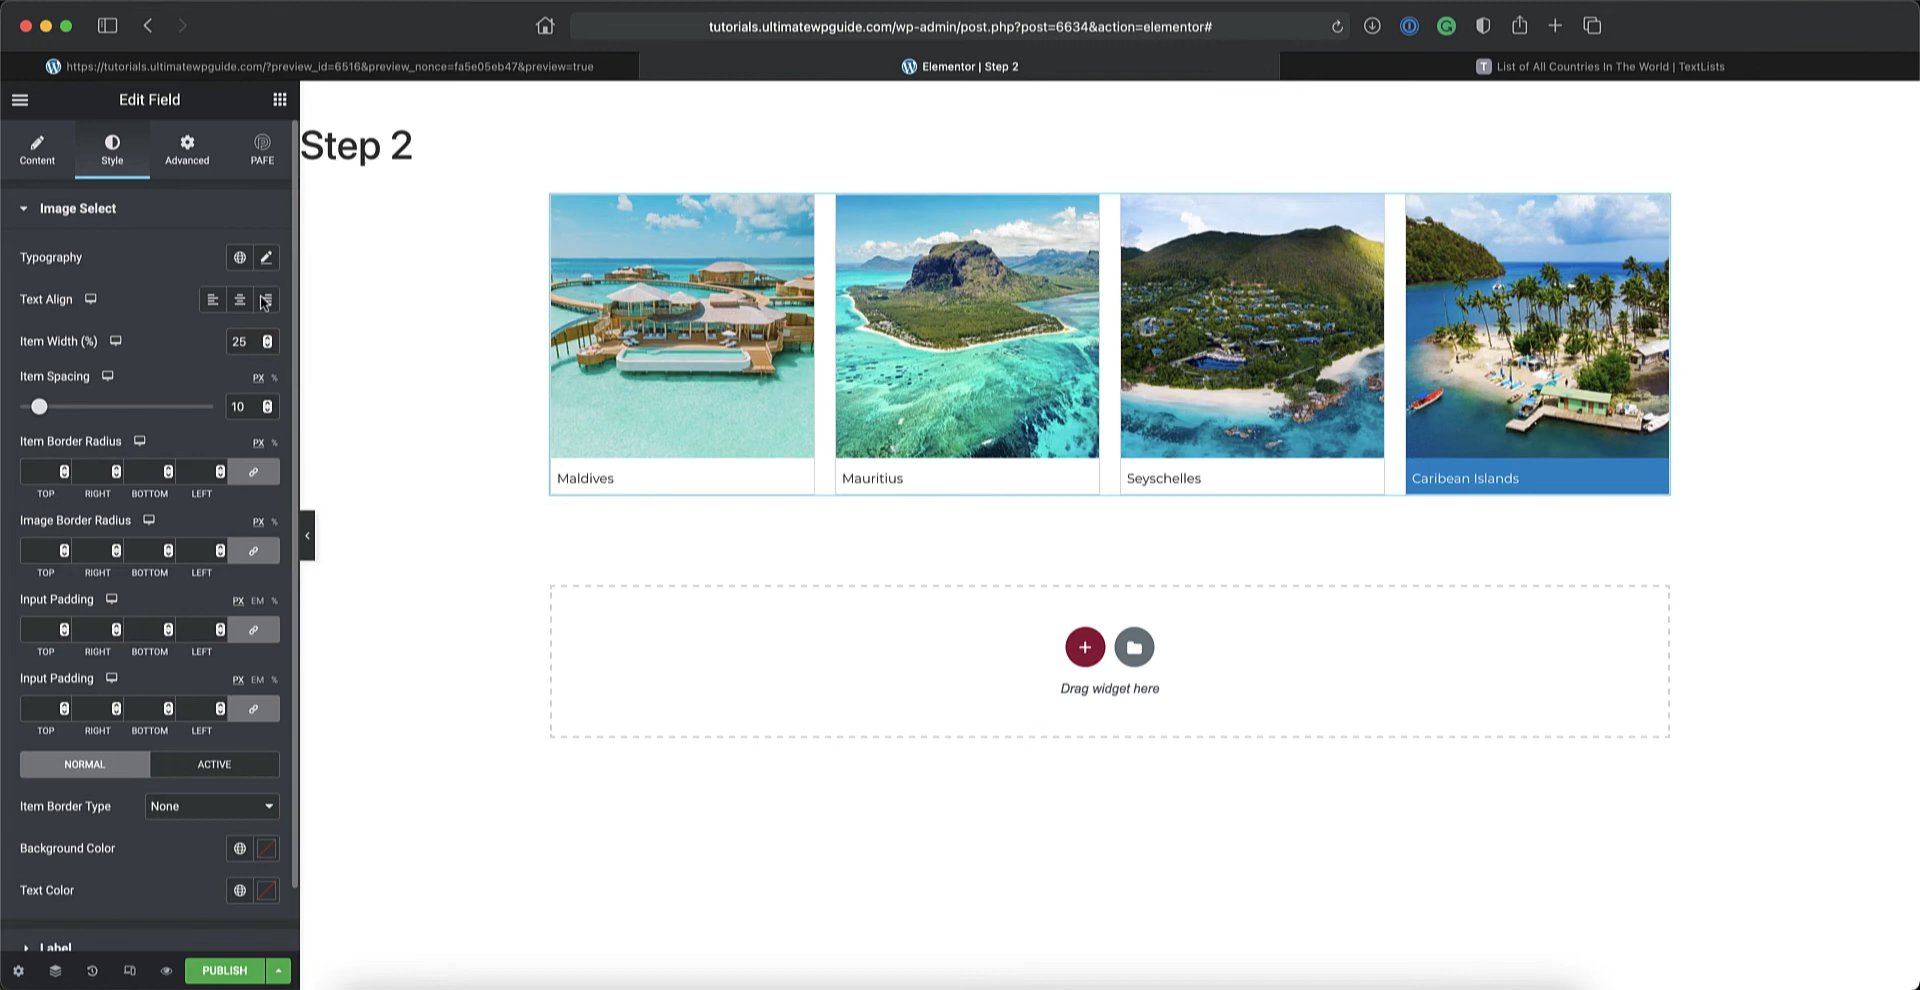 tutorials.ultimatewpguide.com/wp-admin/post.php?post=6634&action=elementor#
https://tutorials.ultimatewpguide.com/?preview_id=6516&preview_nonce=fa5e05eb47&preview=true
Elementor | Step 2
T List of All Countries In The World | TextLists
Edit Field
Content Style Advanced PAFE
Image Select
Typography
Text Align
Item Width (%) 25
Item Spacing PX %
10
Item Border Radius PX %
TOP RIGHT BOTTOM LEFT
Image Border Radius PX %
TOP RIGHT BOTTOM LEFT
Input Padding PX EM %
TOP RIGHT BOTTOM LEFT
Input Padding PX EM %
TOP RIGHT BOTTOM LEFT
NORMAL ACTIVE
Item Border Type None
Background Color
Text Color
Label
PUBLISH
Step 2
Maldives
Mauritius
Seyschelles
Caribean Islands
Drag widget here